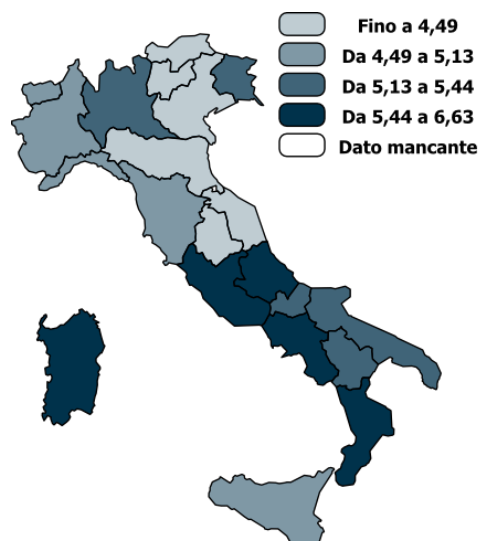 Fino a 4,49
Da 4,49 a 5,13
Da 5,13 a 5,44
Da 5,44 a 6,63
Dato mancante